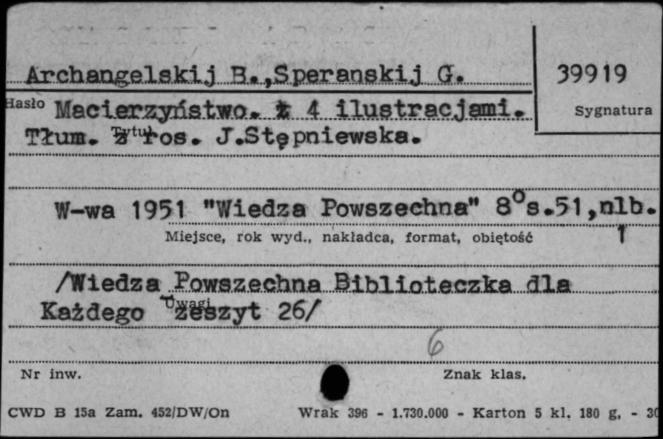 Archangelskij B.,Speranskij G.
39919
Hasło
Macierzyństwo. z 4 ilustracjami.
Sygnatura
Tytuł
Tłum. z ros. J.Stępniewska.
W-wa 1951 "Wiedza Powszechna" 8⁰s.51,nlb.
1
Miejsce, rok wyd., nakładca, format, objętość
/Wiedza Powszechna Biblioteczka dla
Uwagi
Każdego zeszyt 26/
6
Nr inw.
Znak klas.
CWD B 15a Zam. 452/DW/On Wrak 396 - 1.730.000 - Karton 5 kl. 180 g, - 30